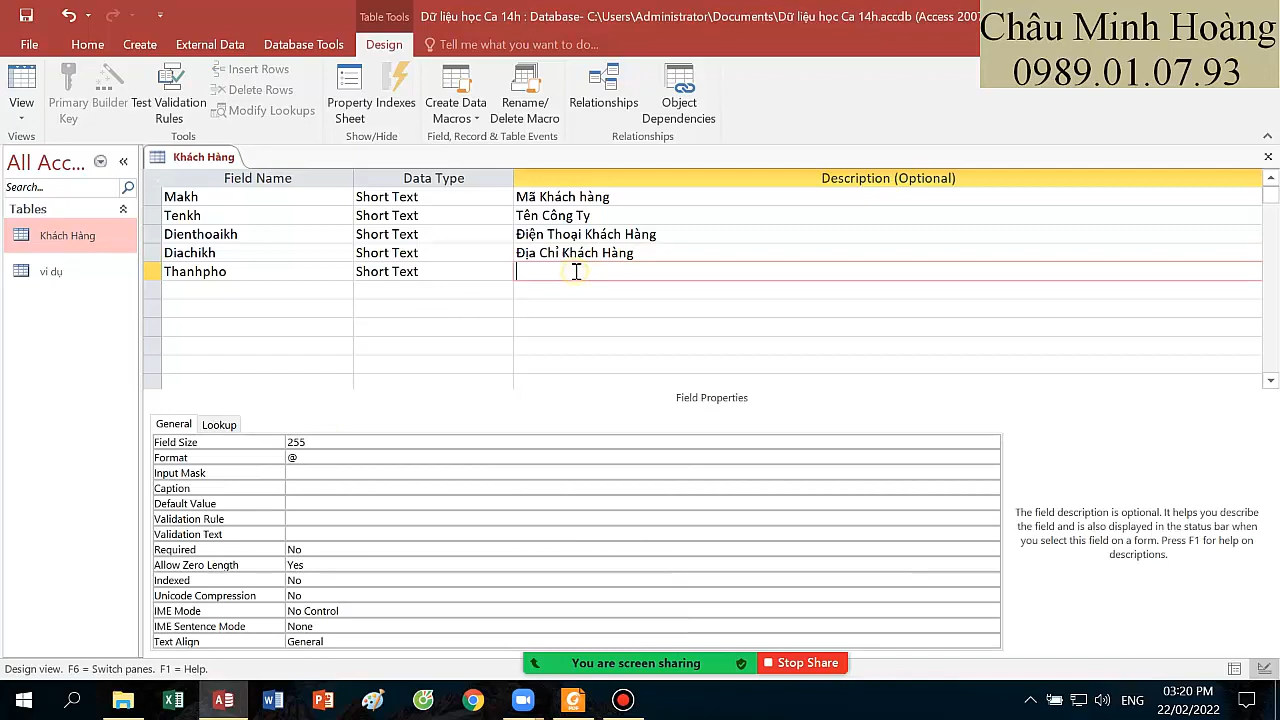 Table Tools
Dữ liệu học Ca 14h : Database- C:\Users\Administrator\Documents\Dữ liệu học Ca 14h.accdb (Access 2007
Châu Minh Hoàng
0989.01.07.93
File
Home
Create
External Data
Database Tools
Design
Tell me what you want to do...
View
Primary Key
Builder
Test Validation Rules
Insert Rows
Delete Rows
Modify Lookups
Property Sheet
Indexes
Create Data Macros
Rename/ Delete Macro
Relationships
Object Dependencies
Views
Tools
Show/Hide
Field, Record & Table Events
Relationships
All Acc...
Search...
Tables
Khách Hàng
ví dụ
Khách Hàng
Field Name Data Type Description (Optional)
Makh Short Text Mã Khách hàng
Tenkh Short Text Tên Công Ty
Dienthoaikh Short Text Điện Thoại Khách Hàng
Diachikh Short Text Địa Chỉ Khách Hàng
Thanhpho Short Text
Field Properties
General Lookup
Field Size 255
Format @
Input Mask
Caption
Default Value
Validation Rule
Validation Text
Required No
Allow Zero Length Yes
Indexed No
Unicode Compression No
IME Mode No Control
IME Sentence Mode None
Text Align General
The field description is optional. It helps you describe
the field and is also displayed in the status bar when
you select this field on a form. Press F1 for help on
descriptions.
Design view. F6 = Switch panes. F1 = Help.
You are screen sharing
Stop Share
ENG
03:20 PM
22/02/2022